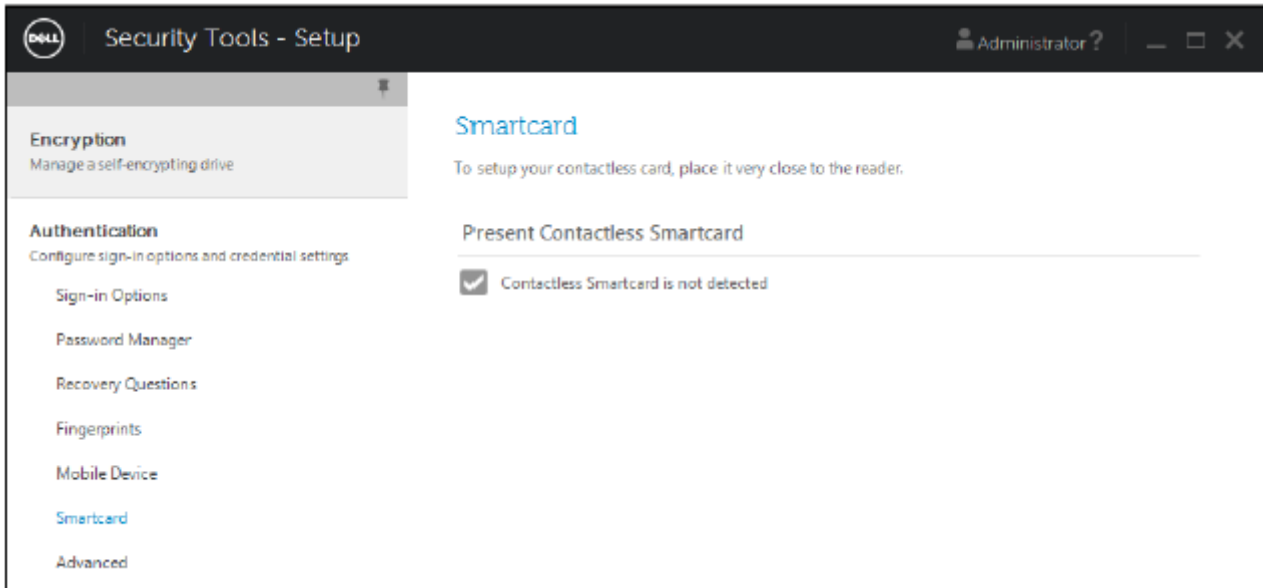 DELL
Security Tools - Setup
Administrator ?
Encryption
Manage a self-encrypting drive
Authentication
Configure sign-in options and credential settings
Sign-in Options
Password Manager
Recovery Questions
Fingerprints
Mobile Device
Smartcard
Advanced
Smartcard
To setup your contactless card, place it very close to the reader.
Present Contactless Smartcard
Contactless Smartcard is not detected